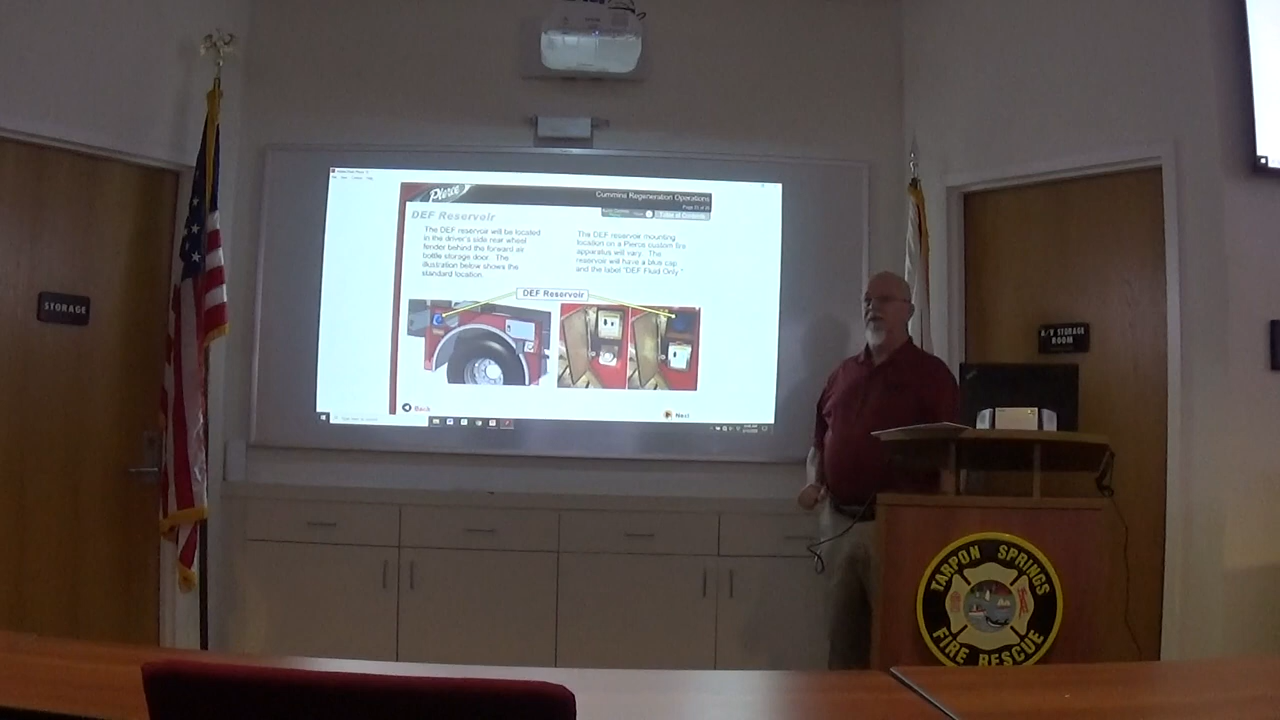 Pierce
Cummins Regeneration Operations
Table of Contents
DEF Reservoir
The DEF reservoir will be located
in the driver's side rear wheel
fender behind the forward air
bottle storage door. The
illustration below shows the
standard location.
The DEF reservoir mounting
location on a Pierce custom fire
apparatus will vary. The
reservoir will have a blue cap
and the label "DEF Fluid Only."
DEF Reservoir
Back
Next
STORAGE
A/V STORAGE
ROOM
TARPON SPRINGS
FIRE RESCUE